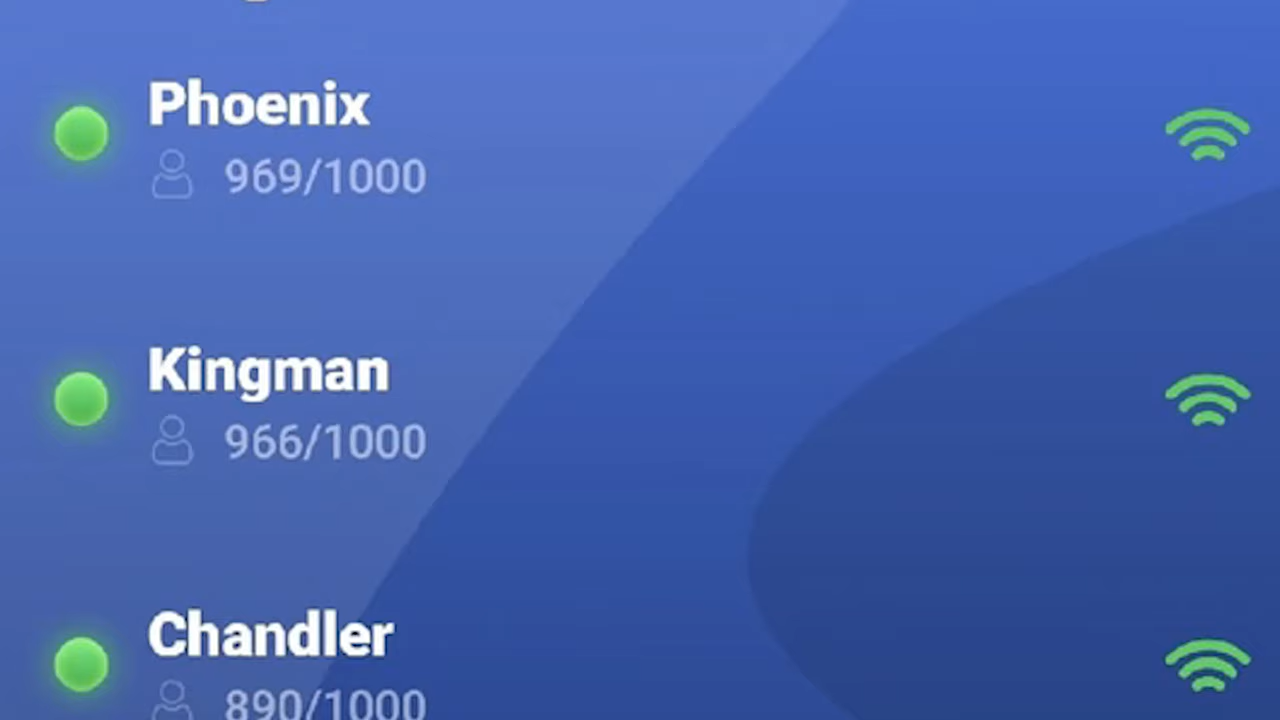 Phoenix
969/1000
Kingman
966/1000
Chandler
890/1000